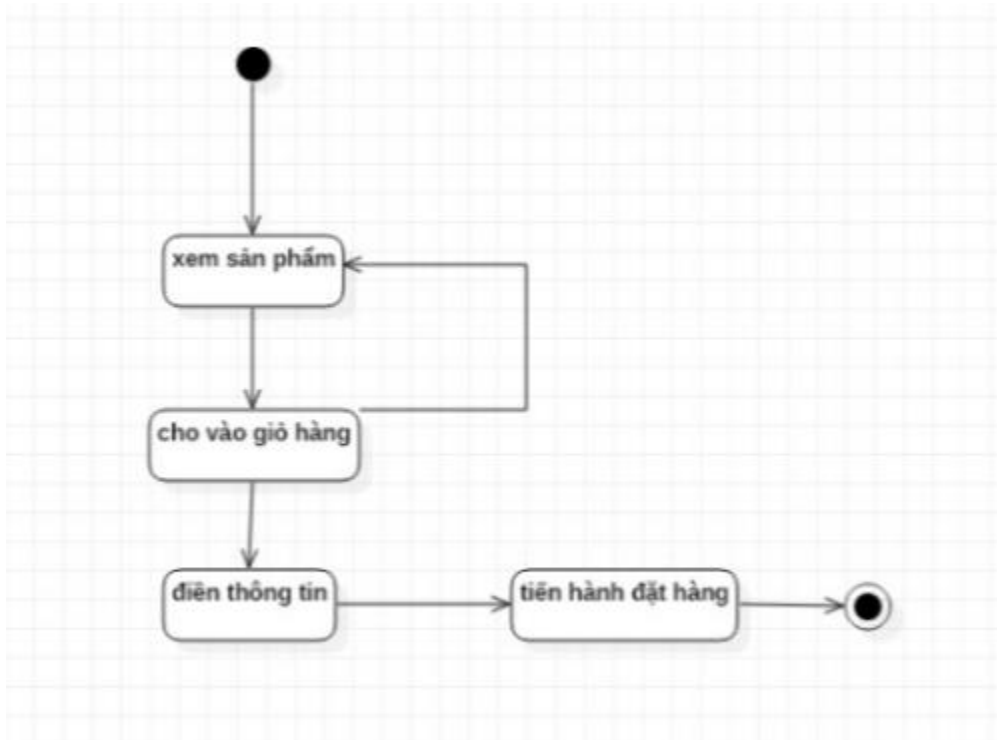 xem sản phẩm
cho vào giỏ hàng
điền thông tin
tiến hành đặt hàng